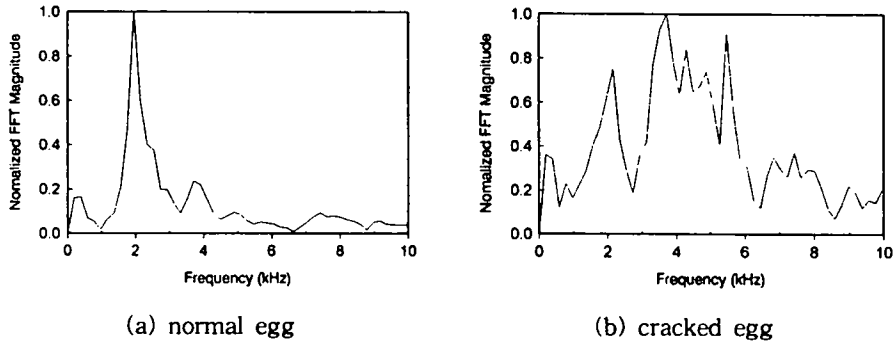 1.0
0.8
0.6
0.4
0.2
0.0
Nomalized FFT Magnitude
0 2 4 6 8 10
Frequency (kHz)
(a) normal egg
1.0
0.8
0.6
0.4
0.2
0.0
Nomalized FFT Magnitude
0 2 4 6 8 10
Frequency (kHz)
(b) cracked egg